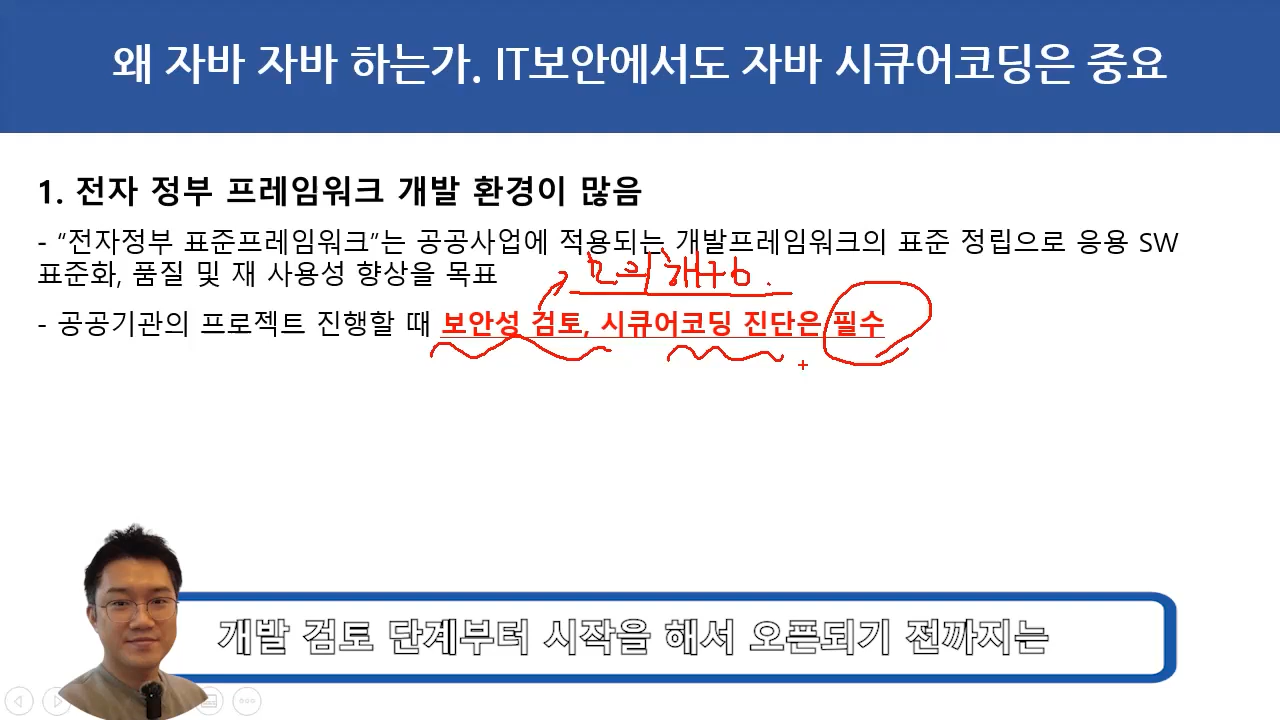 왜 자바 자바 하는가. IT보안에서도 자바 시큐어코딩은 중요
1. 전자 정부 프레임워크 개발 환경이 많음
- “전자정부 표준프레임워크”는 공공사업에 적용되는 개발프레임워크의 표준 정립으로 응용 SW
표준화, 품질 및 재 사용성 향상을 목표
모의
- 공공기관의 프로젝트 진행할 때 보안성 검토, 시큐어코딩 진단은 필수
개발 검토 단계부터 시작을 해서 오픈되기 전까지는